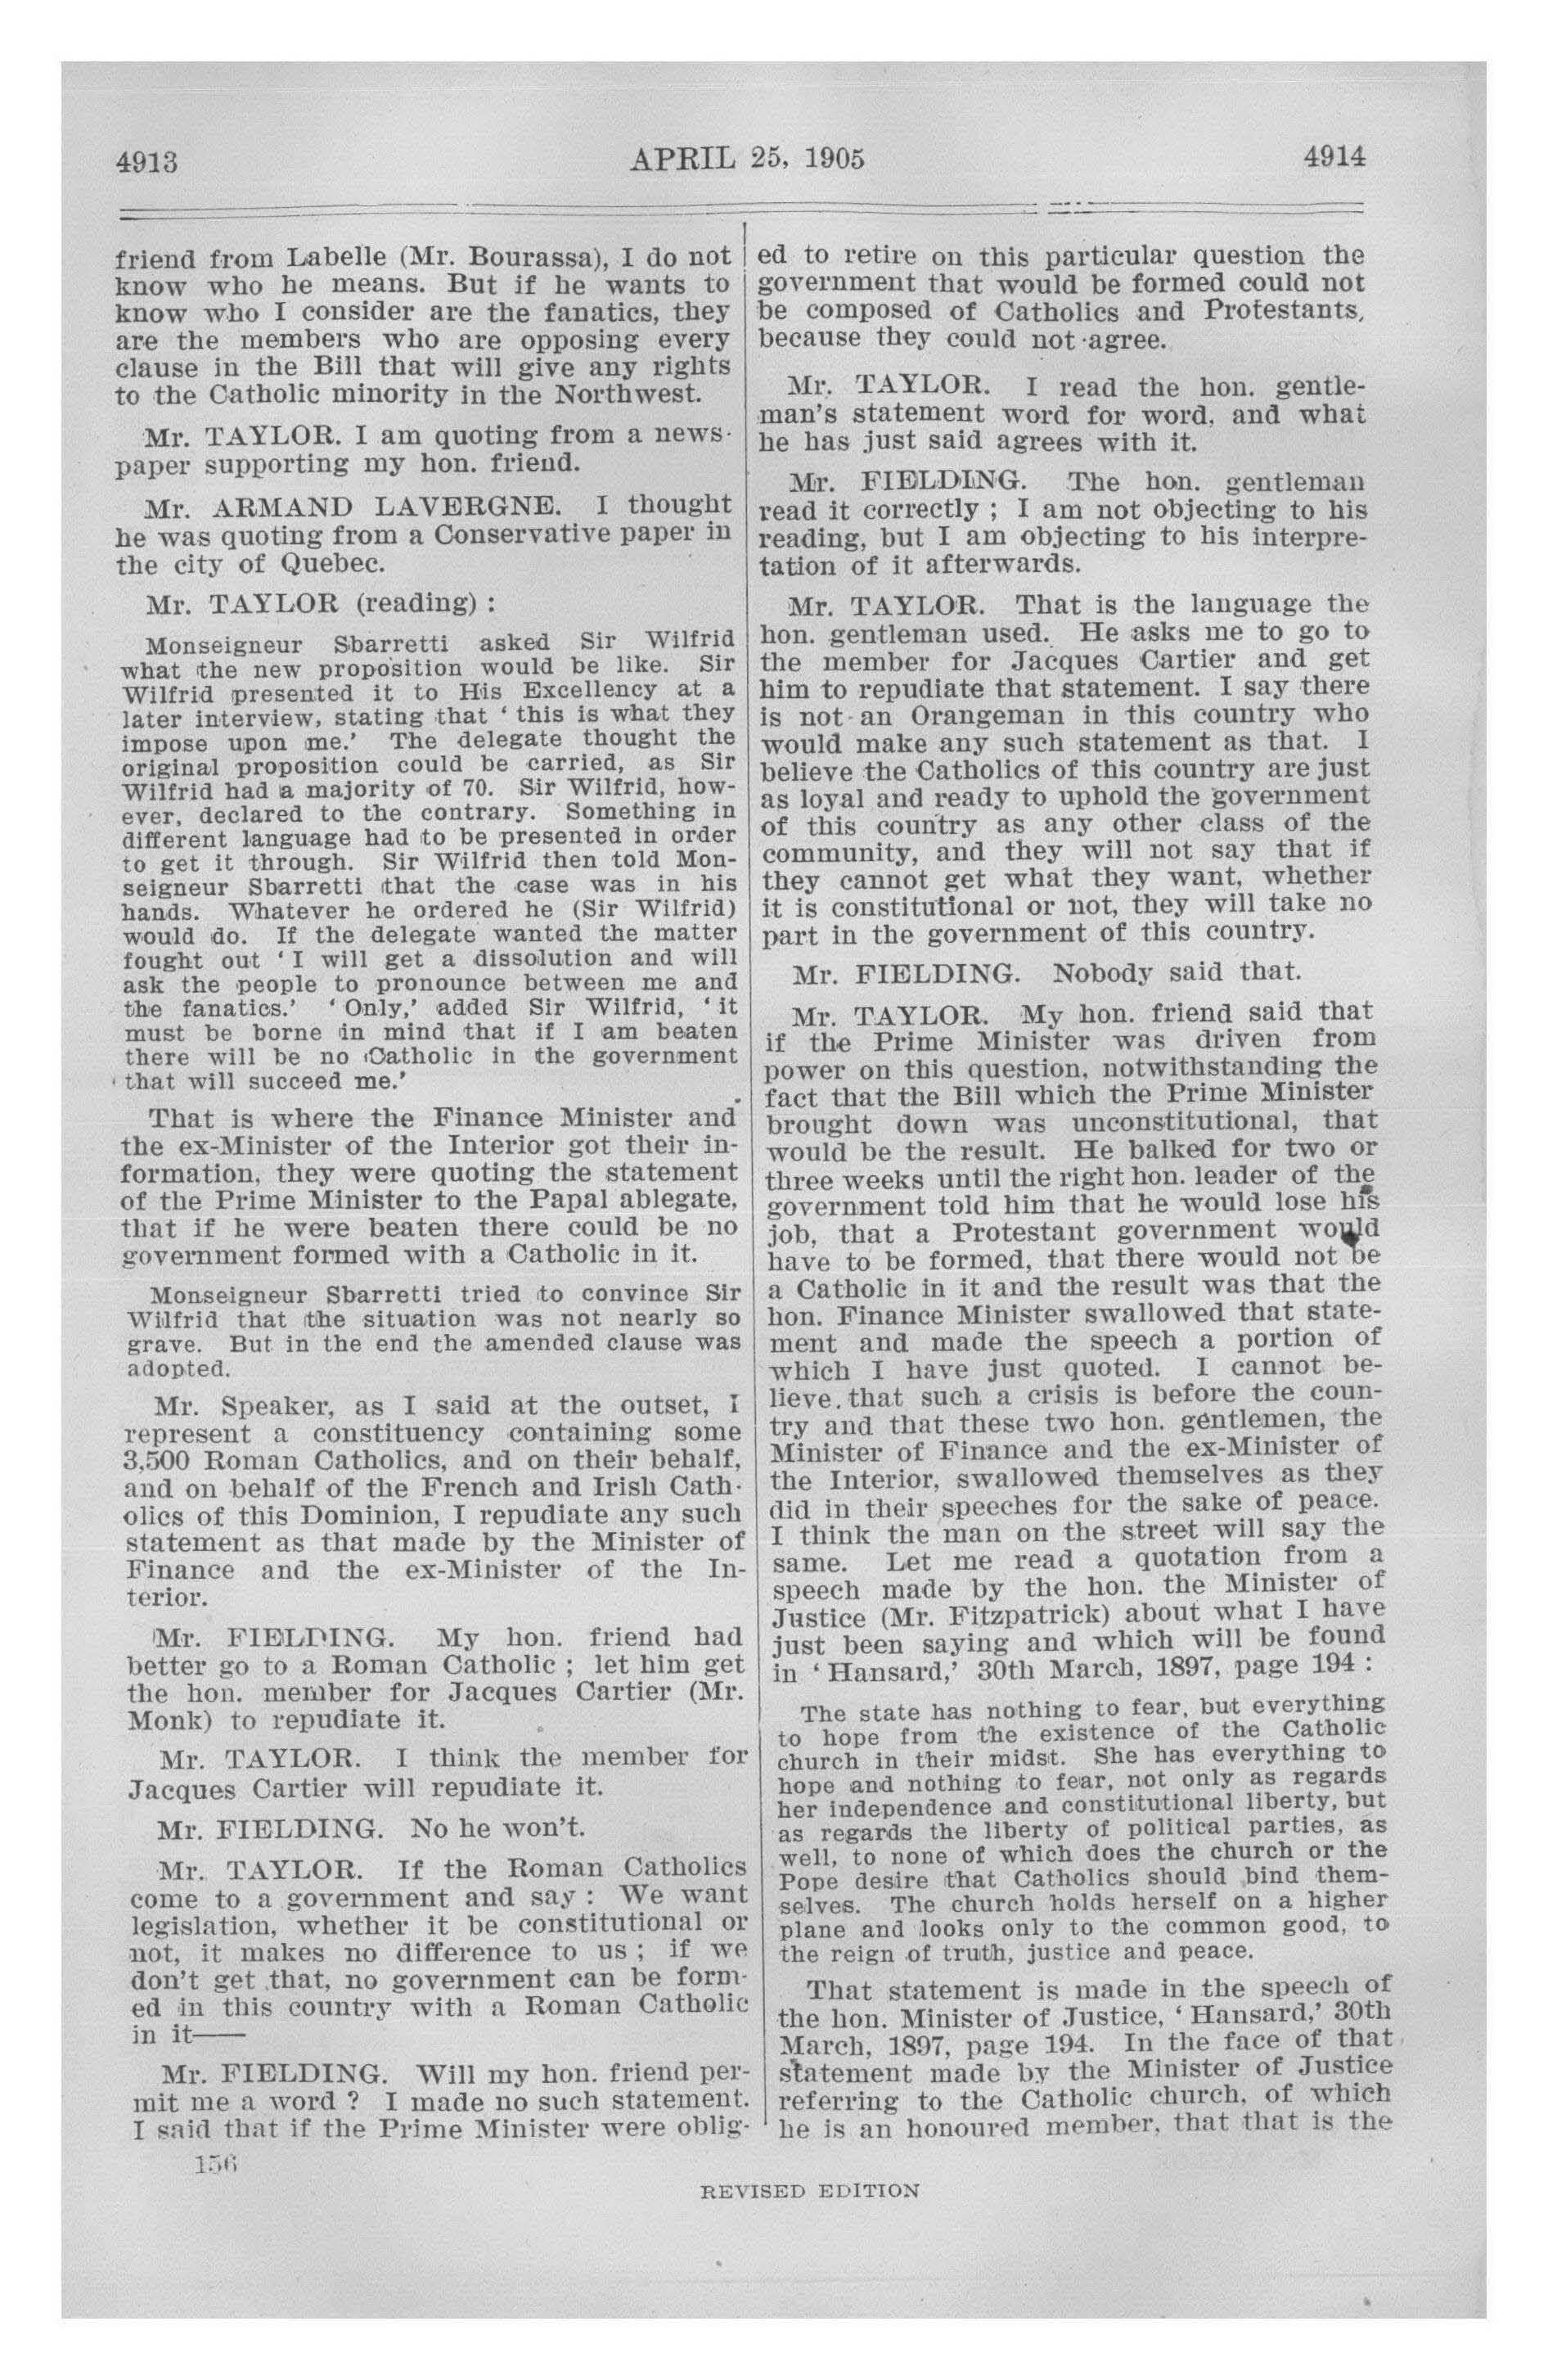 4913
APRIL 25, 1905
4914
friend from Labelle (Mr. Bourassa), I do not
know who he means. But if he wants to
know who I consider are the fanatics, they
are the members who are opposing every
clause in the Bill that will give any rights
to the Catholic minority in the Northwest.
Mr. TAYLOR. I am quoting from a news-
paper supporting my hon. friend.
Mr. ARMAND LAVERGNE. I thought
he was quoting from a Conservative paper in
the city of Quebec.
Mr. TAYLOR (reading) :
Monseigneur Sbarretti asked Sir Wilfrid
what the new proposition would be like. Sir
Wilfrid presented it to His Excellency at a
later interview, stating that ‘ this is what they
impose upon me.’ The delegate thought the
original proposition could be carried, as Sir
Wilfrid had a majority of 70. Sir Wilfrid, how-
ever, declared to the contrary. Something in
different language had to be presented in order
to get it through. Sir Wilfrid then told Mon-
seigneur Sbarretti that the case was in his
hands. Whatever he ordered he (Sir Wilfrid)
would do. If the delegate wanted the matter
fought out ‘ I will get a dissolution and will
ask the people to pronounce between me and
the fanatics.’ ‘ Only,’ added Sir Wilfrid, ‘ it
must be borne in mind that if I am beaten
there will be no Catholic in the government
that will succeed me.’
That is where the Finance Minister and
the ex-Minister of the Interior got their in-
formation, they were quoting the statement
of the Prime Minister to the Papal ablegate,
that if he were beaten there could be no
government formed with a Catholic in it.
Monseigneur Sbarretti tried to convince Sir
Wilfrid that the situation was not nearly so
grave. But in the end the amended clause was
adopted.
Mr. Speaker, as I said at the outset, I
represent a constituency containing some
3,500 Roman Catholics, and on their behalf,
and on behalf of the French and Irish Cath-
olics of this Dominion, I repudiate any such
statement as that made by the Minister of
Finance and the ex-Minister of the In-
terior.
Mr. FIELDING. My hon. friend had
better go to a Roman Catholic ; let him get
the hon. member for Jacques Cartier (Mr.
Monk) to repudiate it.
Mr. TAYLOR. I think the member for
Jacques Cartier will repudiate it.
Mr. FIELDING. No he won't.
Mr. TAYLOR. If the Roman Catholics
come to a government and say : We want
legislation, whether it be constitutional or
not, it makes no difference to us ; if we
don't get that, no government can be form-
ed in this country with a Roman Catholic
in it——
Mr. FIELDING. Will my hon. friend per-
mit me a word ? I made no such statement.
I said that if the Prime Minister were oblig-
156
ed to retire on this particular question the
government that would be formed could not
be composed of Catholics and Protestants,
because they could not agree.
Mr. TAYLOR. I read the hon. gentle-
man's statement word for word, and what
he has just said agrees with it.
Mr. FIELDING. The hon. gentleman
read it correctly ; I am not objecting to his
reading, but I am objecting to his interpre-
tation of it afterwards.
Mr. TAYLOR. That is the language the
hon. gentleman used. He asks me to go to
the member for Jacques Cartier and get
him to repudiate that statement. I say there
is not an Orangeman in this country who
would make any such statement as that. I
believe the Catholics of this country are just
as loyal and ready to uphold the government
of this country as any other class of the
community, and they will not say that if
they cannot get what they want, whether
it is constitutional or not, they will take no
part in the government of this country.
Mr. FIELDING. Nobody said that.
Mr. TAYLOR. My hon. friend said that
if the Prime Minister was driven from
power on this question, notwithstanding the
fact that the Bill which the Prime Minister
brought down was unconstitutional, that
would be the result. He balked for two or
three weeks until the right hon. leader of the
government told him that he would lose his
job, that a Protestant government would
have to be formed, that there would not be
a Catholic in it and the result was that the
hon. Finance Minister swallowed that state-
ment and made the speech a portion of
which I have just quoted. I cannot be-
lieve that such a crisis is before the coun-
try and that these two hon. gentlemen, the
Minister of Finance and the ex-Minister of
the Interior, swallowed themselves as they
did in their speeches for the sake of peace.
I think the man on the street will say the
same. Let me read a quotation from a
speech made by the hon. the Minister of
Justice (Mr. Fitzpatrick) about what I have
just been saying and which will be found
in ‘ Hansard,’ 30th March, 1897, page 194 :
The state has nothing to fear, but everything
to hope from the existence of the Catholic
church in their midst. She has everything to
hope and nothing to fear, not only as regards
her independence and constitutional liberty, but
as regards the liberty of political parties, as
well, to none of which does the church or the
Pope desire that Catholics should bind them-
selves. The church holds herself on a higher
plane and looks only to the common good, to
the reign of truth, justice and peace.
That statement is made in the speech of
the hon. Minister of Justice, ‘ Hansard,’ 30th
March, 1897, page 194. In the face of that
statement made by the Minister of Justice
referring to the Catholic church, of which
he is an honoured member, that that is the
REVISED EDITION